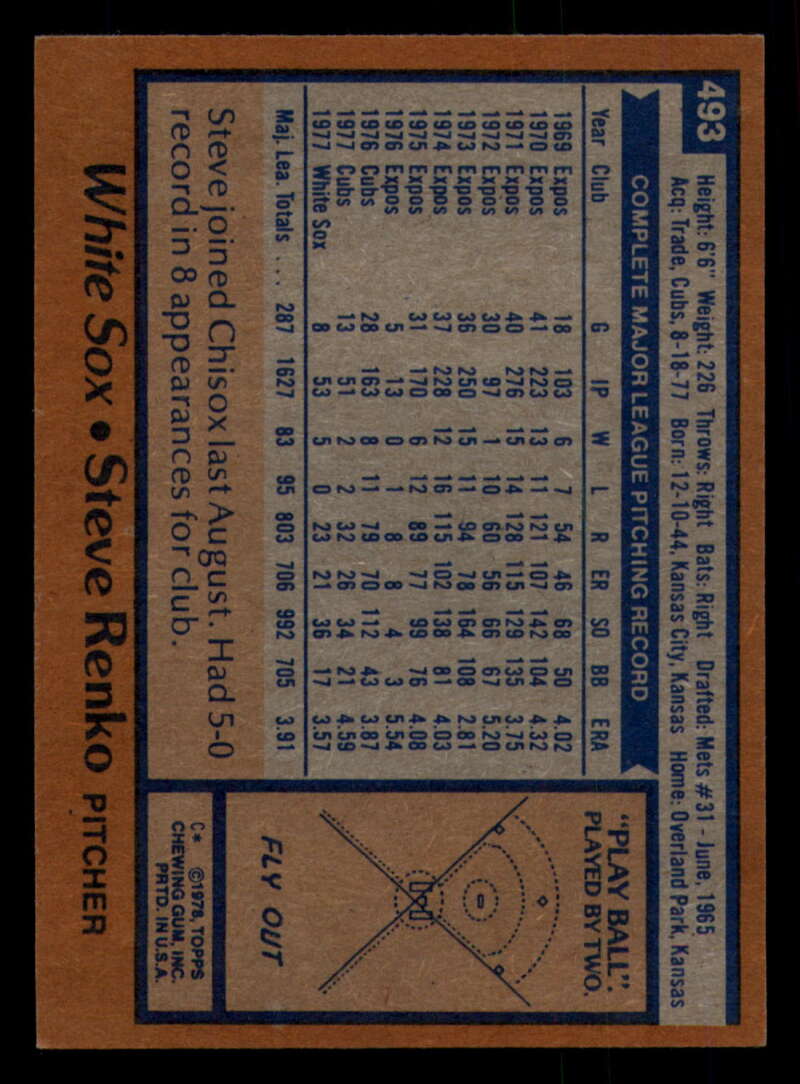 493
Height: 6'6" Weight: 226 Throws: Right Bats: Right Drafted: Mets #31 - June, 1965
Acq: Trade, Cubs, 8-18-77 Born: 12-10-44, Kansas City, Kansas Home: Overland Park, Kansas
COMPLETE MAJOR LEAGUE PITCHING RECORD
Year Club G IP W L R ER SO BB ERA
1969 Expos 18 103 6 7 54 46 68 50 4.02
1970 Expos 41 223 13 11 121 107 142 104 4.32
1971 Expos 40 276 15 14 128 115 129 135 3.75
1972 Expos 30 97 1 10 60 56 66 67 5.20
1973 Expos 36 250 15 11 94 78 164 108 2.81
1974 Expos 37 228 12 16 115 102 138 81 4.03
1975 Expos 31 170 6 12 89 77 99 76 4.08
1976 Expos 5 13 0 1 8 8 4 3 5.54
1976 Cubs 28 163 8 11 79 70 112 43 3.87
1977 Cubs 13 51 2 2 32 26 34 21 4.59
1977 White Sox 8 53 5 0 23 21 36 17 3.57
Maj. Lea. Totals ... 287 1627 83 95 803 706 992 705 3.91
Steve joined Chisox last August. Had 5-0
record in 8 appearances for club.
"PLAY BALL".
PLAYED BY TWO.
FLY OUT
C* ©1978, TOPPS
CHEWING GUM, INC.
PRTD. IN U.S.A.
White Sox • Steve Renko PITCHER